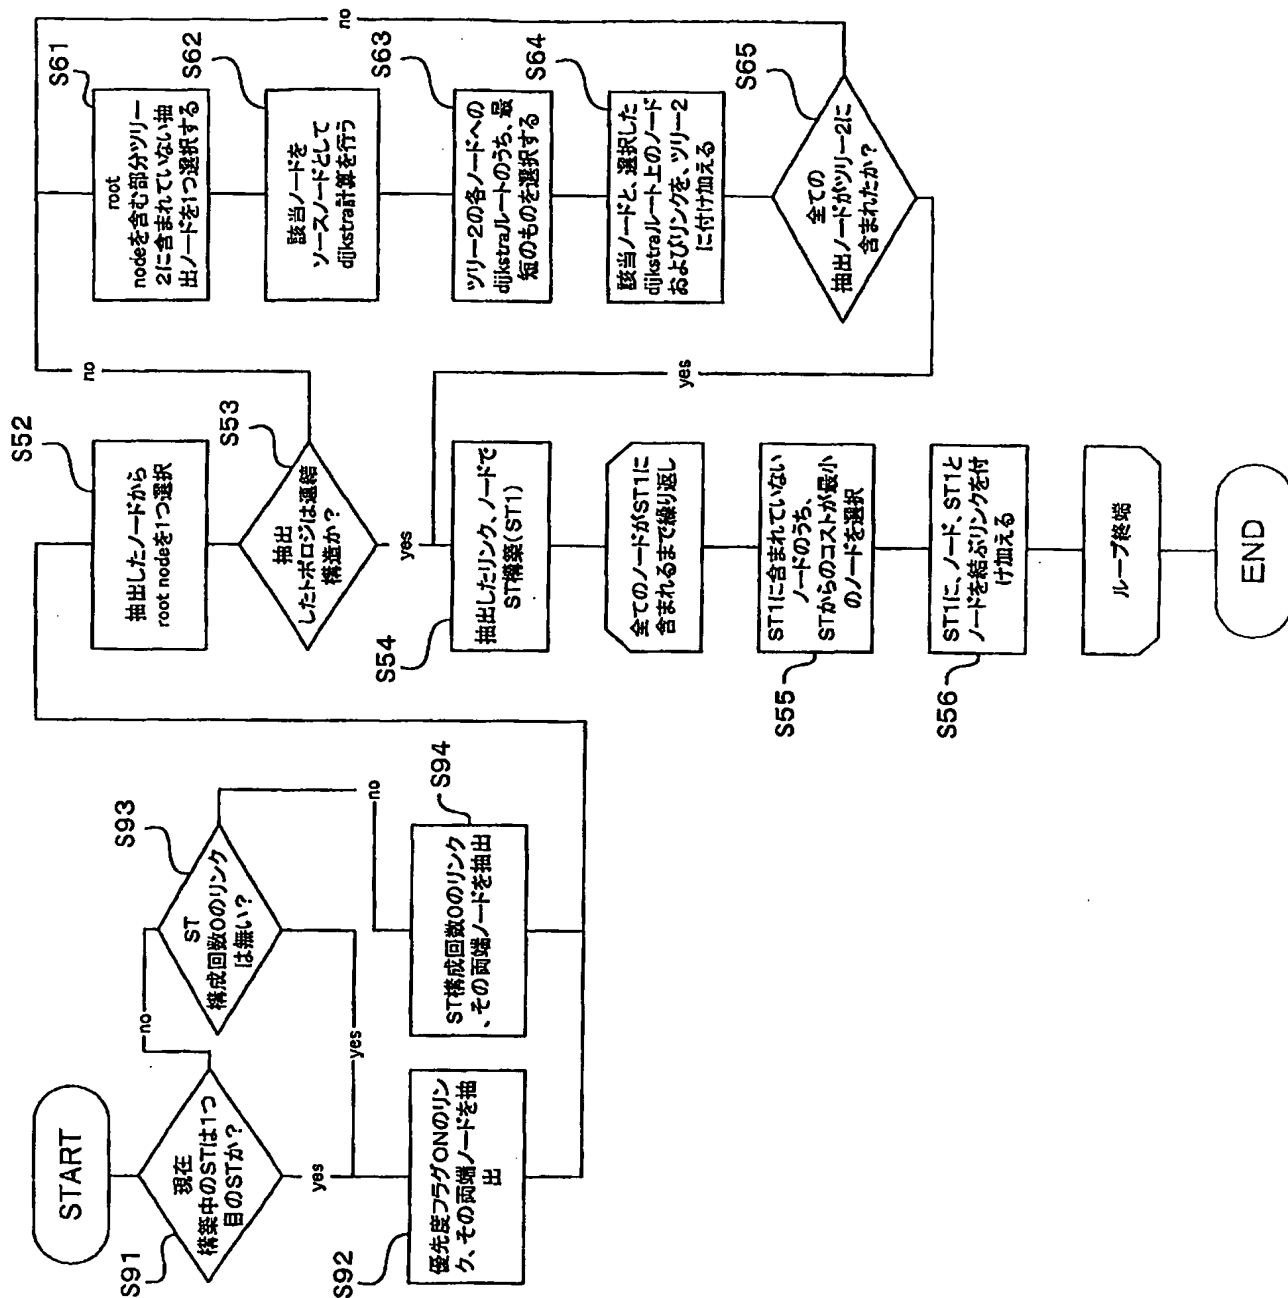 START
S91
現在
構築中のSTは1つ
目のSTか?
no
yes
S93
ST
構成回数0のリンク
は無い?
no
yes
S92
優先度フラグONのリン
ク、その両端ノードを抽
出
S94
ST構成回数0のリンク
、その両端ノードを抽出
S52
抽出したノードから
root nodeを1つ選択
S53
抽出
したトポロジは連結
構造か?
no
yes
S54
抽出したリンク、ノードで
ST構築(ST1)
全てのノードがST1に
含まれるまで繰り返し
S55
ST1に含まれていない
ノードのうち、
STからのコストが最小
のノードを選択
S56
ST1に、ノード、ST1と
ノードを結ぶリンクを付
け加える
ループ終端
END
S61
root
nodeを含む部分ツリー
2に含まれていない抽
出ノードを1つ選択する
S62
該当ノードを
ソースノードとして
dijkstra計算を行う
S63
ツリー2の各ノードへの
dijkstraルートのうち、最
短のものを選択する
S64
該当ノードと、選択した
dijkstraルート上のノード
およびリンクを、ツリー2
に付け加える
S65
全ての
抽出ノードがツリー2に
含まれたか?
no
yes